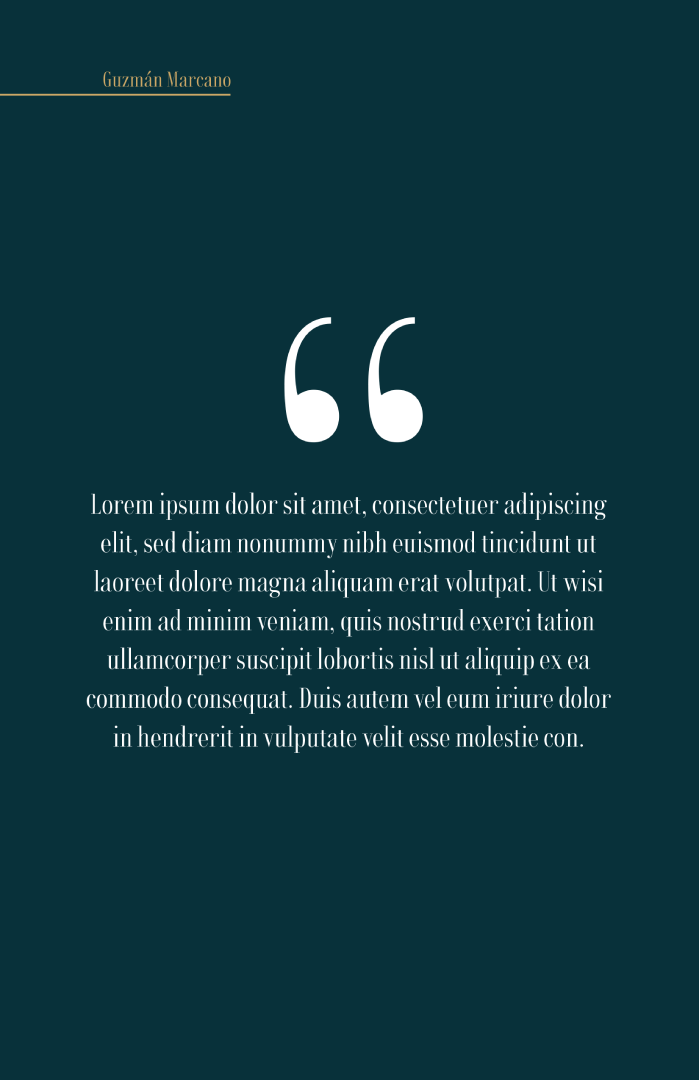 Guzmán Marcano
“
Lorem ipsum dolor sit amet, consectetuer adipiscing
elit, sed diam nonummy nibh euismod tincidunt ut
laoreet dolore magna aliquam erat volutpat. Ut wisi
enim ad minim veniam, quis nostrud exerci tation
ullamcorper suscipit lobortis nisl ut aliquip ex ea
commodo consequat. Duis autem vel eum iriure dolor
in hendrerit in vulputate velit esse molestie con.